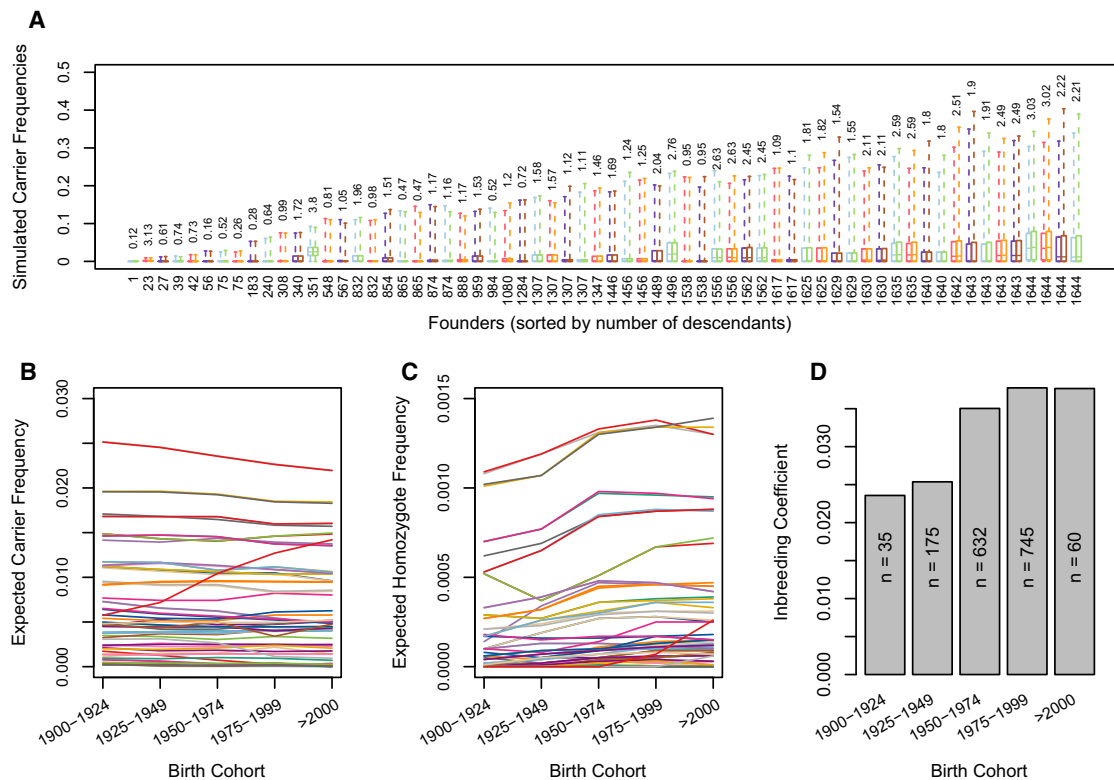 A
Simulated Carrier Frequencies
0.5
0.4
0.3
0.2
0.1
0
0.12 3.13 0.61 0.74 0.73 0.16 0.52 0.26 0.28 0.64 0.99 1.72 3.8 0.81 1.05 1.96 0.98 1.51 0.47 0.47 1.17 1.16 1.17 1.53 0.52 1.2 0.72 1.58 1.57 1.12 1.11 1.46 1.69 1.24 1.25 2.04 2.76 0.95 0.95 2.63 2.63 2.45 2.45 1.09 1.1 1.81 1.82 1.54 1.55 2.11 2.11 2.59 2.59 1.8 1.8 2.51 1.9 1.91 2.49 2.49 3.03 3.02 2.22 2.21
1 23 27 39 42 56 75 75 183 240 308 340 351 548 567 832 832 854 865 865 874 874 888 959 984 1080 1284 1307 1307 1307 1307 1347 1446 1456 1456 1489 1498 1538 1538 1556 1556 1562 1562 1617 1617 1625 1625 1629 1629 1630 1630 1635 1635 1640 1640 1642 1643 1643 1643 1643 1644 1644 1644 1644
Founders (sorted by number of descendants)
B
Expected Carrier Frequency
0.030
0.020
0.010
0.000
1900−1924
1925−1949
1950−1974
1975−1999
>2000
Birth Cohort
C
Expected Homozygote Frequency
0.0015
0.0010
0.0005
0.0000
1900−1924
1925−1949
1950−1974
1975−1999
>2000
Birth Cohort
D
Inbreeding Coefficient
0.030
0.020
0.010
0.000
n = 35
n = 175
n = 632
n = 745
n = 60
1900−1924
1925−1949
1950−1974
1975−1999
>2000
Birth Cohort